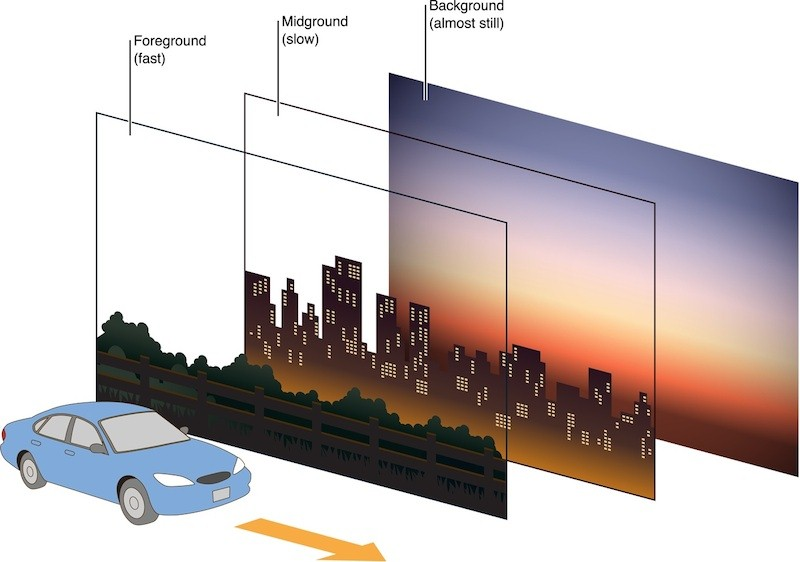 Foreground
(fast)
Midground
(slow)
Background
(almost still)